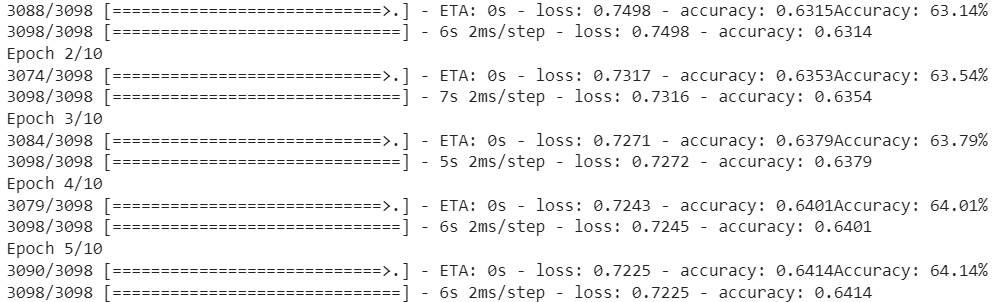 3088/3098 [============================>.] - ETA: 0s - loss: 0.7498 - accuracy: 0.6315Accuracy: 63.14%
3098/3098 [==============================] - 6s 2ms/step - loss: 0.7498 - accuracy: 0.6314
Epoch 2/10
3074/3098 [============================>.] - ETA: 0s - loss: 0.7317 - accuracy: 0.6353Accuracy: 63.54%
3098/3098 [==============================] - 7s 2ms/step - loss: 0.7316 - accuracy: 0.6354
Epoch 3/10
3084/3098 [============================>.] - ETA: 0s - loss: 0.7271 - accuracy: 0.6379Accuracy: 63.79%
3098/3098 [==============================] - 5s 2ms/step - loss: 0.7272 - accuracy: 0.6379
Epoch 4/10
3079/3098 [============================>.] - ETA: 0s - loss: 0.7243 - accuracy: 0.6401Accuracy: 64.01%
3098/3098 [==============================] - 6s 2ms/step - loss: 0.7245 - accuracy: 0.6401
Epoch 5/10
3090/3098 [============================>.] - ETA: 0s - loss: 0.7225 - accuracy: 0.6414Accuracy: 64.14%
3098/3098 [==============================] - 6s 2ms/step - loss: 0.7225 - accuracy: 0.6414